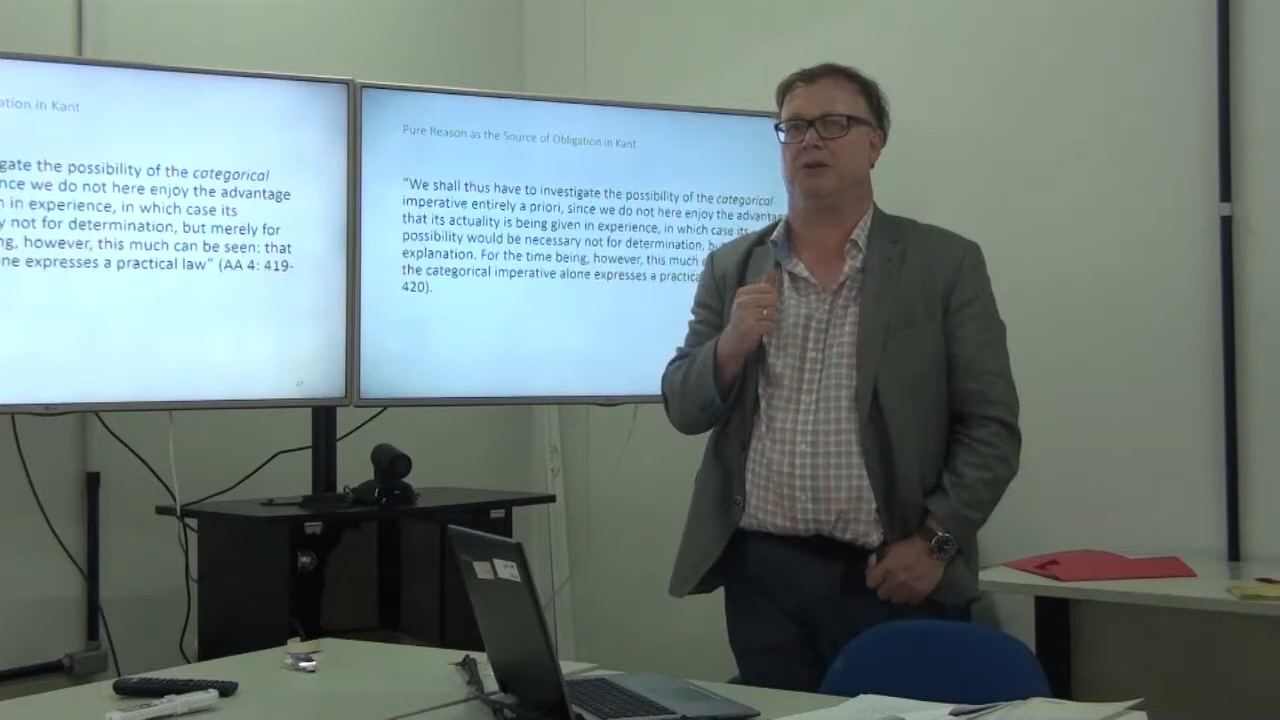 ation in Kant
gate the possibility of the categorical
nce we do not here enjoy the advantage
n in experience, in which case its
y not for determination, but merely for
ng, however, this much can be seen: that
one expresses a practical law” (AA 4: 419-
Pure Reason as the Source of Obligation in Kant
“We shall thus have to investigate the possibility of the categorical
imperative entirely a priori, since we do not here enjoy the advantag
that its actuality is being given in experience, in which case its
possibility would be necessary not for determination, b
explanation. For the time being, however, this much
the categorical imperative alone expresses a practica
420).